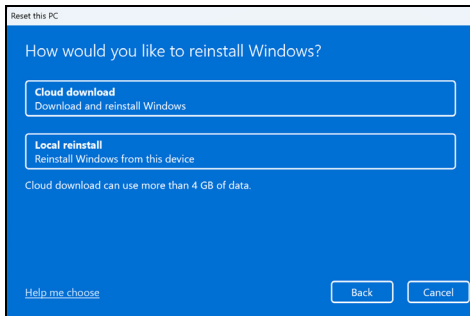 Reset this PC
How would you like to reinstall Windows?
Cloud download
Download and reinstall Windows
Local reinstall
Reinstall Windows from this device
Cloud download can use more than 4 GB of data.
Help me choose
Back
Cancel